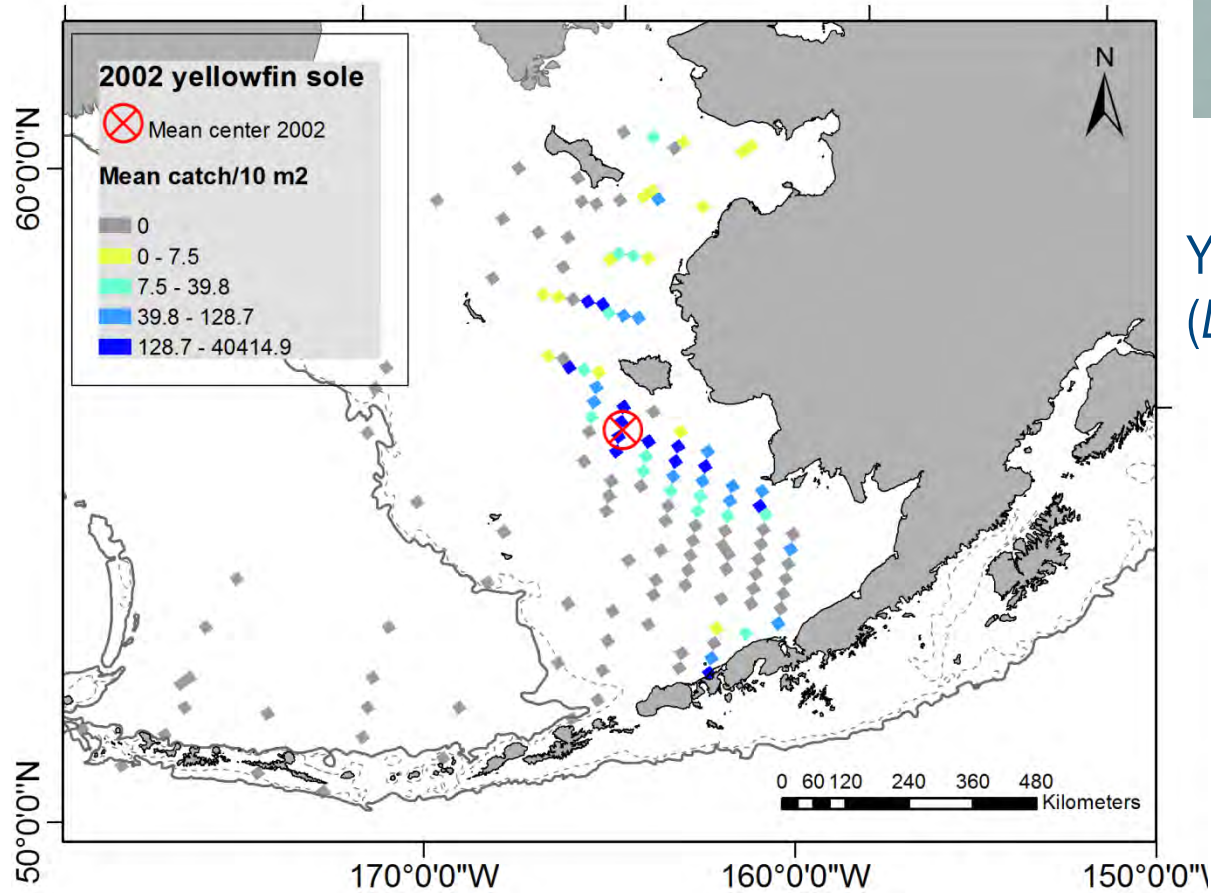 2002 yellowfin sole
Mean center 2002
Mean catch/10 m2
0
0 - 7.5
7.5 - 39.8
39.8 - 128.7
128.7 - 40414.9
N
60°0'0"N
50°0'0"N
Y
(L
0 60 120 240 360 480
Kilometers
170°0'0"W 160°0'0"W 150°0'0"W